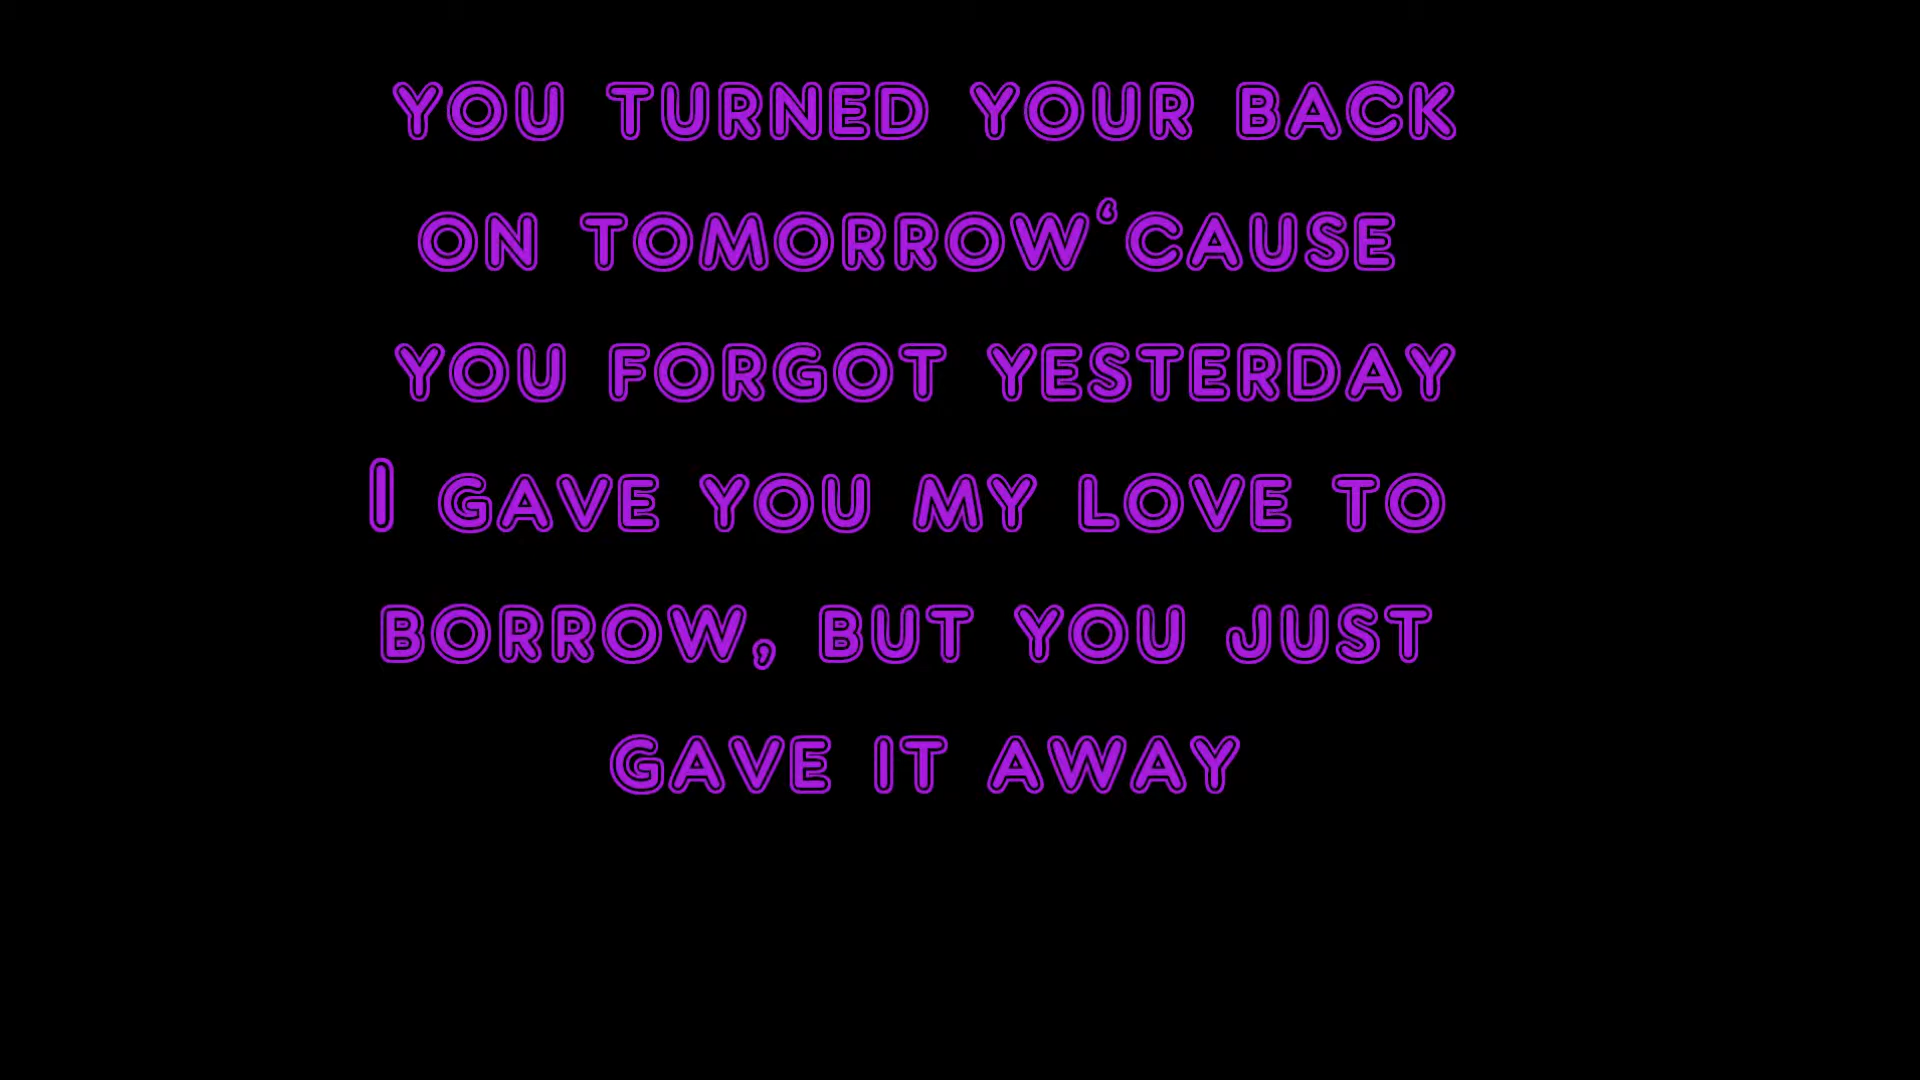 YOU TURNED YOUR BACK
ON TOMORROW‘CAUSE
YOU FORGOT YESTERDAY
I GAVE YOU MY LOVE TO
BORROW, BUT YOU JUST
GAVE IT AWAY